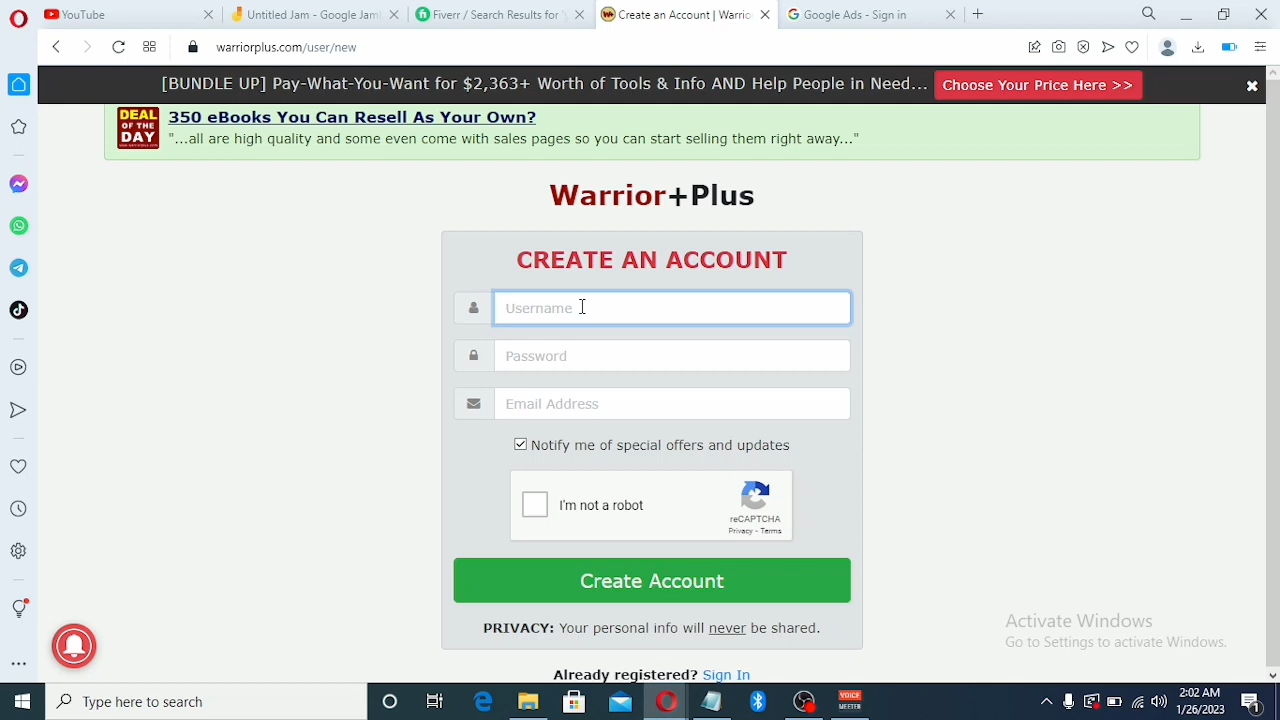 YouTube
Untitled Jam - Google Jam
Fiverr / Search Results for
Create an Account | Warrio
Google Ads - Sign in
warriorplus.com/user/new
[BUNDLE UP] Pay-What-You-Want for $2,363+ Worth of Tools & Info AND Help People in Need... Choose Your Price Here >>
DEAL OF THE DAY
350 eBooks You Can Resell As Your Own?
"...all are high quality and some even come with sales pages so you can start selling them right away..."
Warrior+Plus
CREATE AN ACCOUNT
Username
Password
Email Address
Notify me of special offers and updates
I'm not a robot
reCAPTCHA
Privacy - Terms
Create Account
PRIVACY: Your personal info will never be shared.
Already registered? Sign In
Activate Windows
Go to Settings to activate Windows.
Type here to search
VOICE
MEETER
2:02 AM
1/26/2023
1